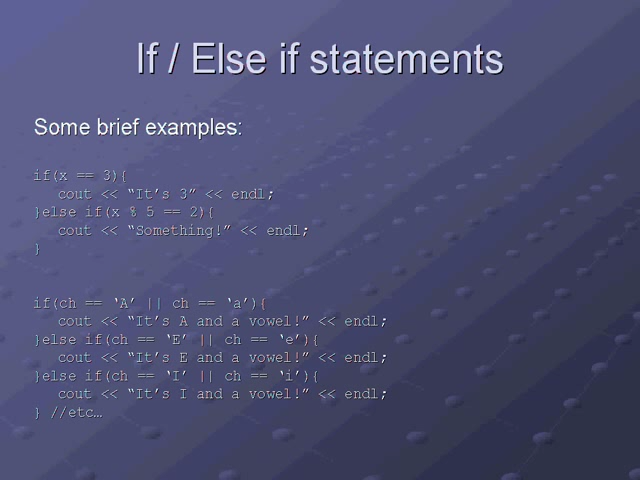 If / Else if statements
Some brief examples:
if(x == 3){
cout << “It’s 3” << endl;
}else if(x % 5 == 2){
cout << “Something!” << endl;
}
if(ch == ‘A’ || ch == ‘a’){
cout << “It’s A and a vowel!” << endl;
}else if(ch == ‘E’ || ch == ‘e’){
cout << “It’s E and a vowel!” << endl;
}else if(ch == ‘I’ || ch == ‘i’){
cout << “It’s I and a vowel!” << endl;
} //etc…